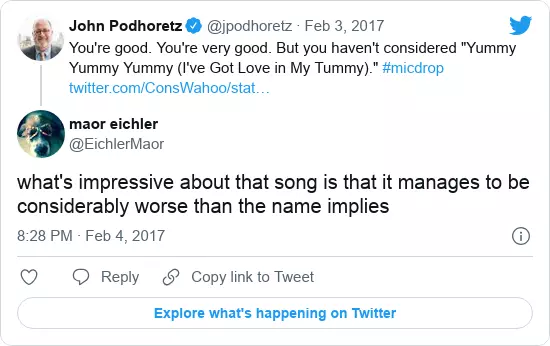 John Podhoretz @jpodhoretz · Feb 3, 2017
You're good. You're very good. But you haven't considered "Yummy
Yummy Yummy (I've Got Love in My Tummy)." #micdrop
twitter.com/ConsWahoo/stat…
maor eichler
@EichlerMaor
what's impressive about that song is that it manages to be
considerably worse than the name implies
8:28 PM · Feb 4, 2017
Reply Copy link to Tweet
Explore what's happening on Twitter